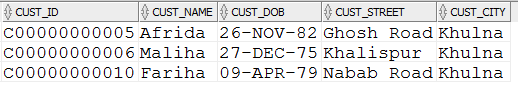 CUST_ID CUST_NAME CUST_DOB CUST_STREET CUST_CITY
C00000000005 Afrida 26-NOV-82 Ghosh Road Khulna
C00000000006 Maliha 27-DEC-75 Khalispur Khulna
C00000000010 Fariha 09-APR-79 Nabab Road Khulna